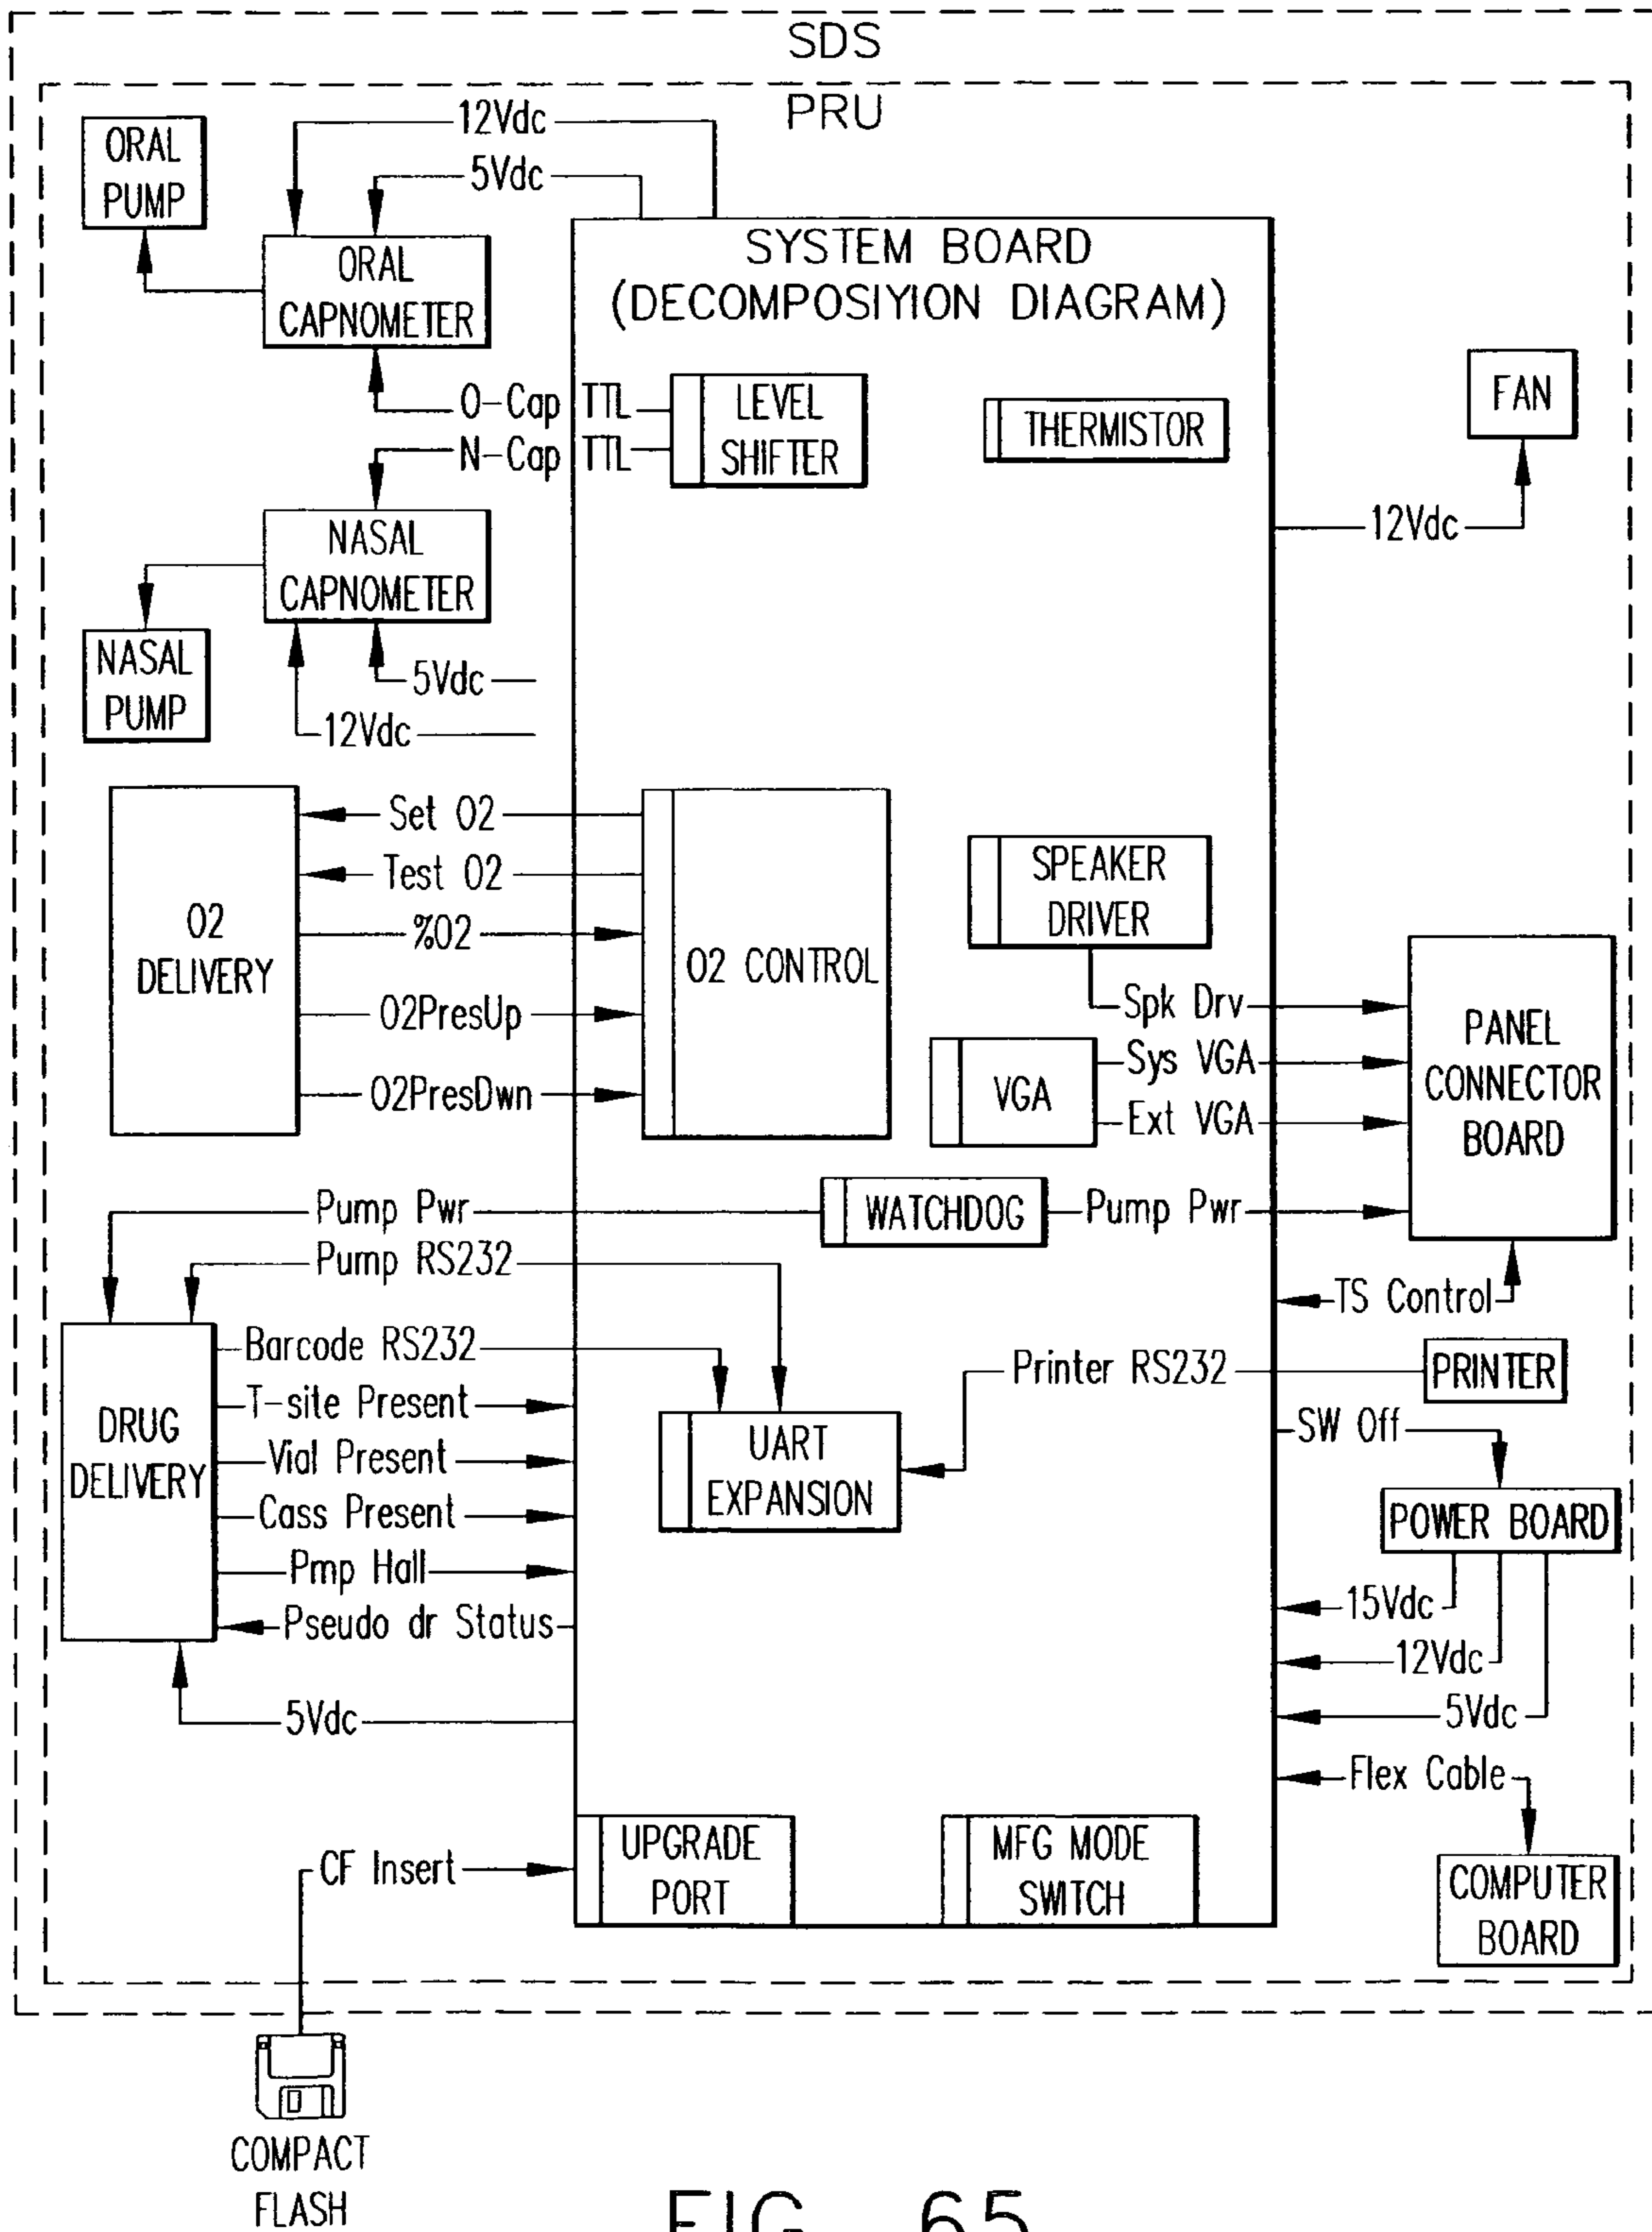 SDS
PRU
ORAL
PUMP
12Vdc
5Vdc
ORAL
CAPNOMETER
SYSTEM BOARD
(DECOMPOSIYION DIAGRAM)
O-Cap TTL
N-Cap TTL
LEVEL
SHIFTER
THERMISTOR
FAN
12Vdc
NASAL
CAPNOMETER
NASAL
PUMP
5Vdc
12Vdc
O2
DELIVERY
Set O2
Test O2
%O2
O2PresUp
O2PresDwn
O2 CONTROL
SPEAKER
DRIVER
Spk Drv
VGA
Sys VGA
Ext VGA
PANEL
CONNECTOR
BOARD
Pump Pwr
WATCHDOG
Pump Pwr
Pump RS232
TS Control
DRUG
DELIVERY
Barcode RS232
T-site Present
Vial Present
Cass Present
Pmp Hall
Pseudo dr Status
5Vdc
UART
EXPANSION
Printer RS232
PRINTER
SW Off
POWER BOARD
15Vdc
12Vdc
5Vdc
Flex Cable
COMPUTER
BOARD
CF Insert
UPGRADE
PORT
MFG MODE
SWITCH
COMPACT
FLASH
FIG. 65